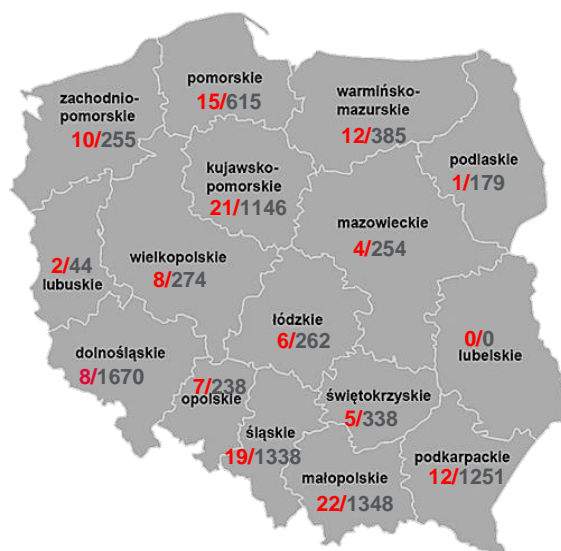 pomorskie
15/615
zachodnio-
pomorskie
10/255
warmińsko-
mazurskie
12/385
podlaskie
1/179
kujawsko-
pomorskie
21/1146
mazowieckie
4/254
wielkopolskie
8/274
2/44
lubuskie
łódzkie
6/262
0/0
lubelskie
dolnośląskie
8/1670
7/238
opolskie
świętokrzyskie
5/338
śląskie
19/1338
małopolskie
22/1348
podkarpackie
12/1251